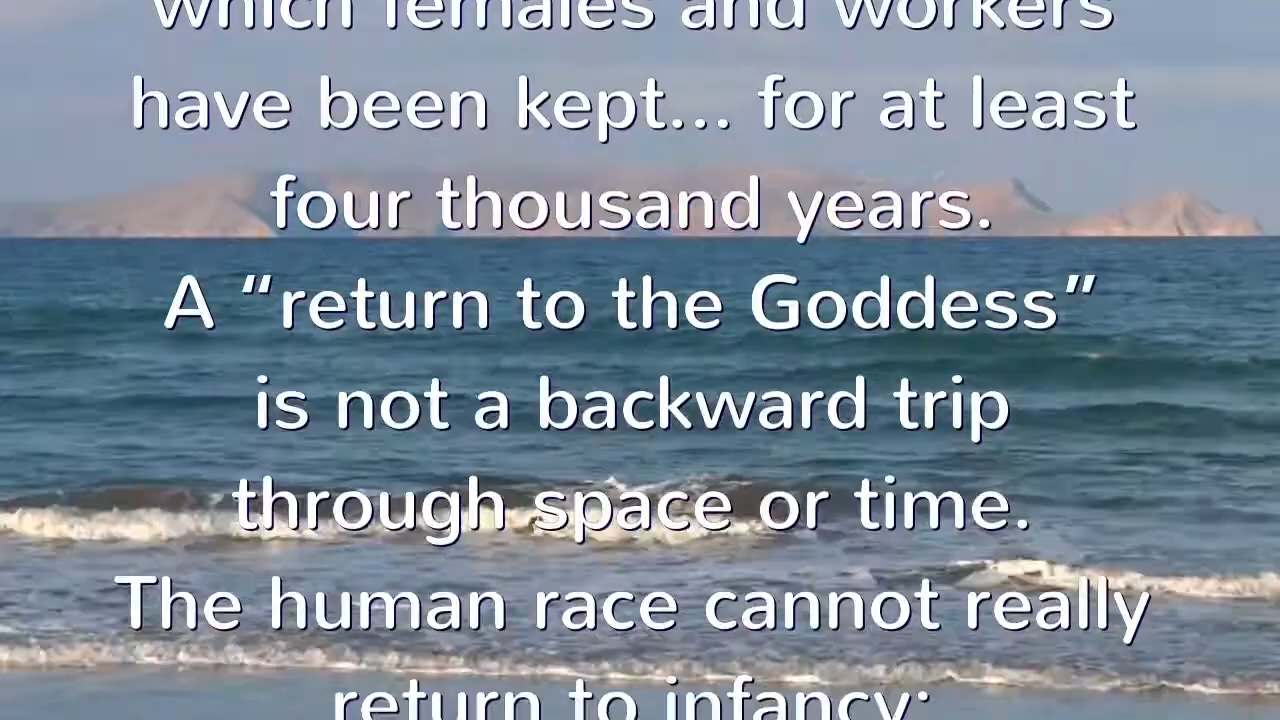 which females and workers
have been kept... for at least
four thousand years.
A “return to the Goddess”
is not a backward trip
through space or time.
The human race cannot really
return to infancy;